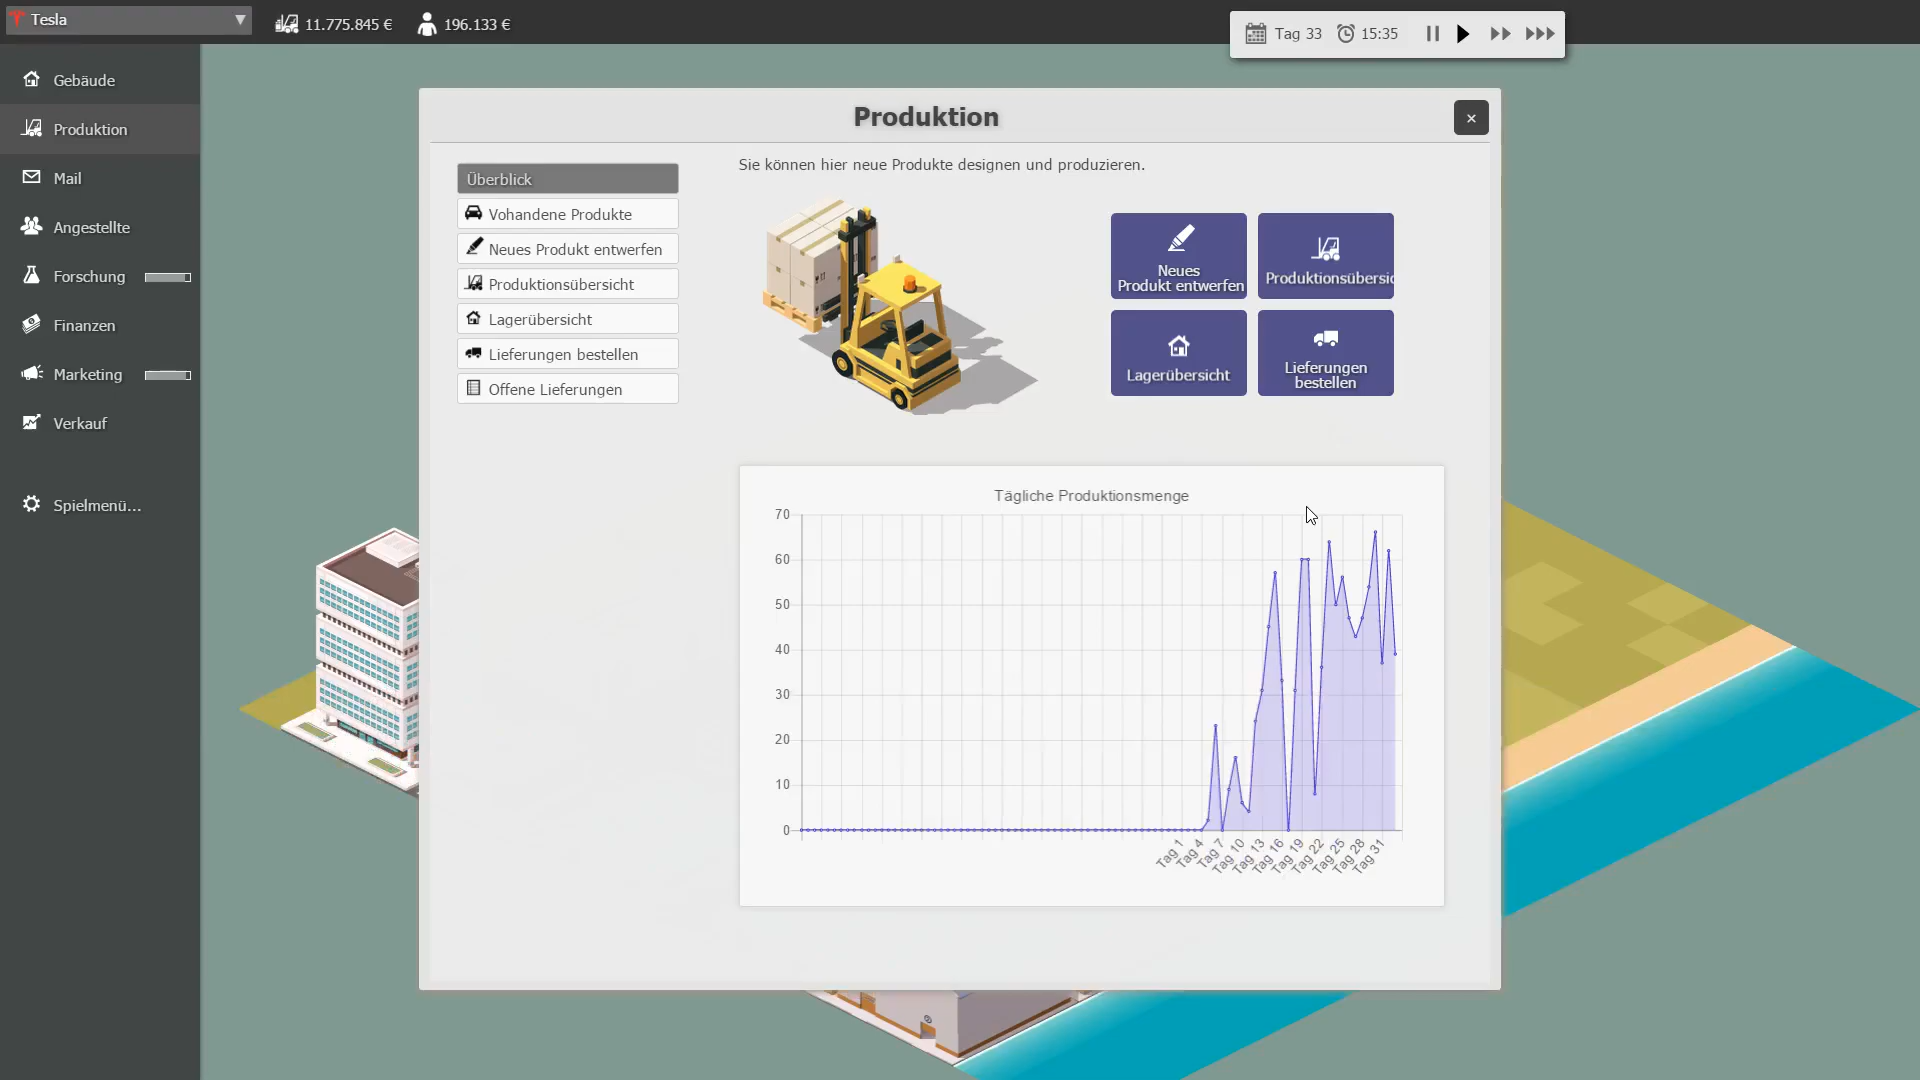 Tesla
11.775.845 €
196.133 €
Tag 33
15:35
Gebäude
Produktion
Mail
Angestellte
Forschung
Finanzen
Marketing
Verkauf
Spielmenü...
Produktion
×
Überblick
Vohandene Produkte
Neues Produkt entwerfen
Produktionsübersicht
Lagerübersicht
Lieferungen bestellen
Offene Lieferungen
Sie können hier neue Produkte designen und produzieren.
Neues
Produkt entwerfen
Produktionsübersic
Lagerübersicht
Lieferungen
bestellen
Tägliche Produktionsmenge
70
60
50
40
30
20
10
0
Tag 1
Tag 4
Tag 7
Tag 10
Tag 13
Tag 16
Tag 19
Tag 22
Tag 25
Tag 28
Tag 31